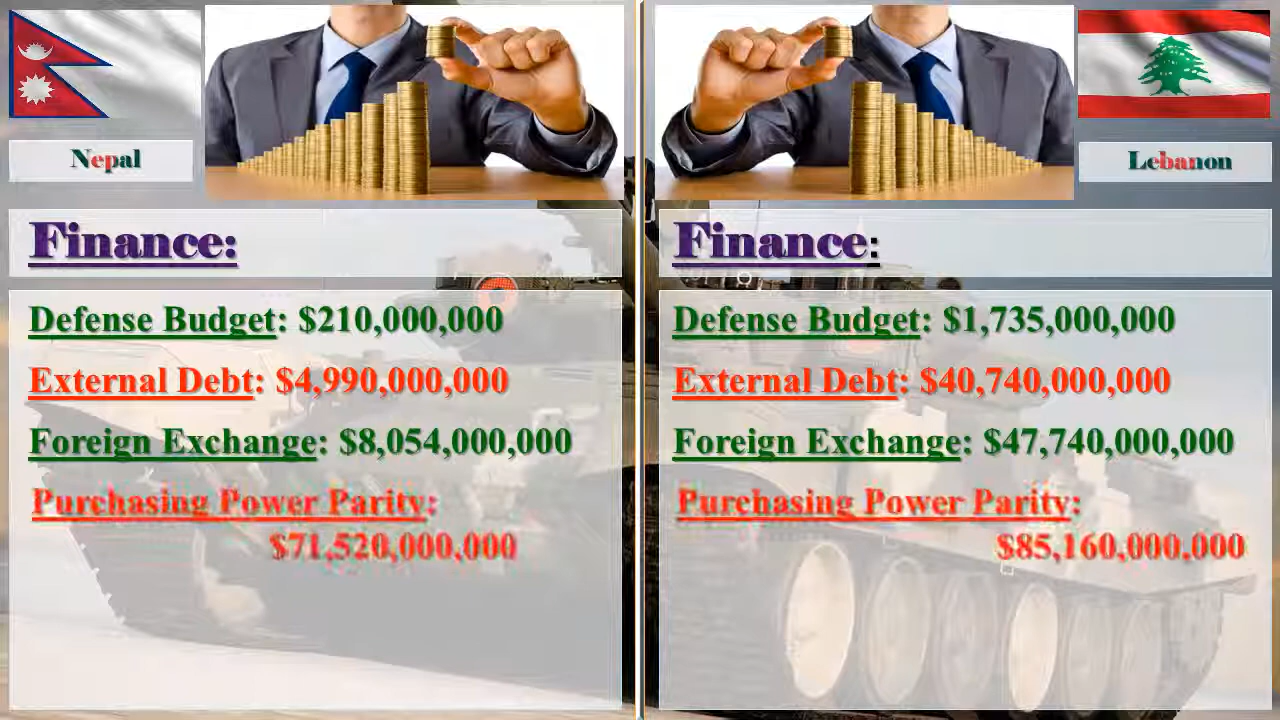 Nepal
Finance:
Defense Budget: $210,000,000
External Debt: $4,990,000,000
Foreign Exchange: $8,054,000,000
Purchasing Power Parity:
$71,520,000,000
Lebanon
Finance:
Defense Budget: $1,735,000,000
External Debt: $40,740,000,000
Foreign Exchange: $47,740,000,000
Purchasing Power Parity:
$85,160,000,000